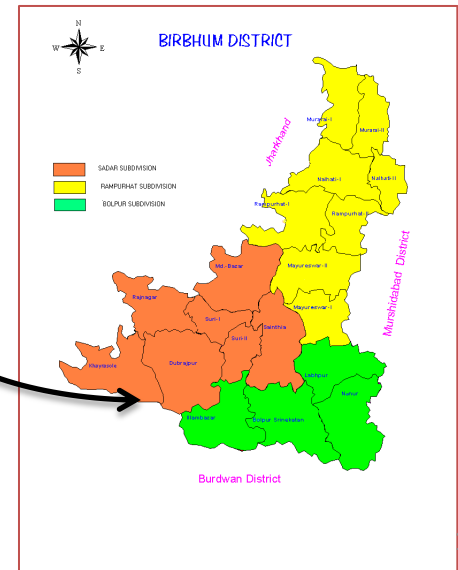 N
BIRBHUM DISTRICT
W E
S
Murarai-I
Murarai-II
Jharkhand
SADAR SUBDIVISION
RAMPURHAT SUBDIVISION
BOLPUR SUBDIVISION
Nalhati-I
Nalhati-II
Rampurhat-I
Rampurhat-II
Murshidabad District
Md.-Bazar
Mayureswar-II
Rajnagar
Mayureswar-I
Suri-I
Sainthia
Suri-II
Khayrasole
Dubrajpur
Labhpur
Nanur
Illambazar
Bolpur Sriniketan
Burdwan District